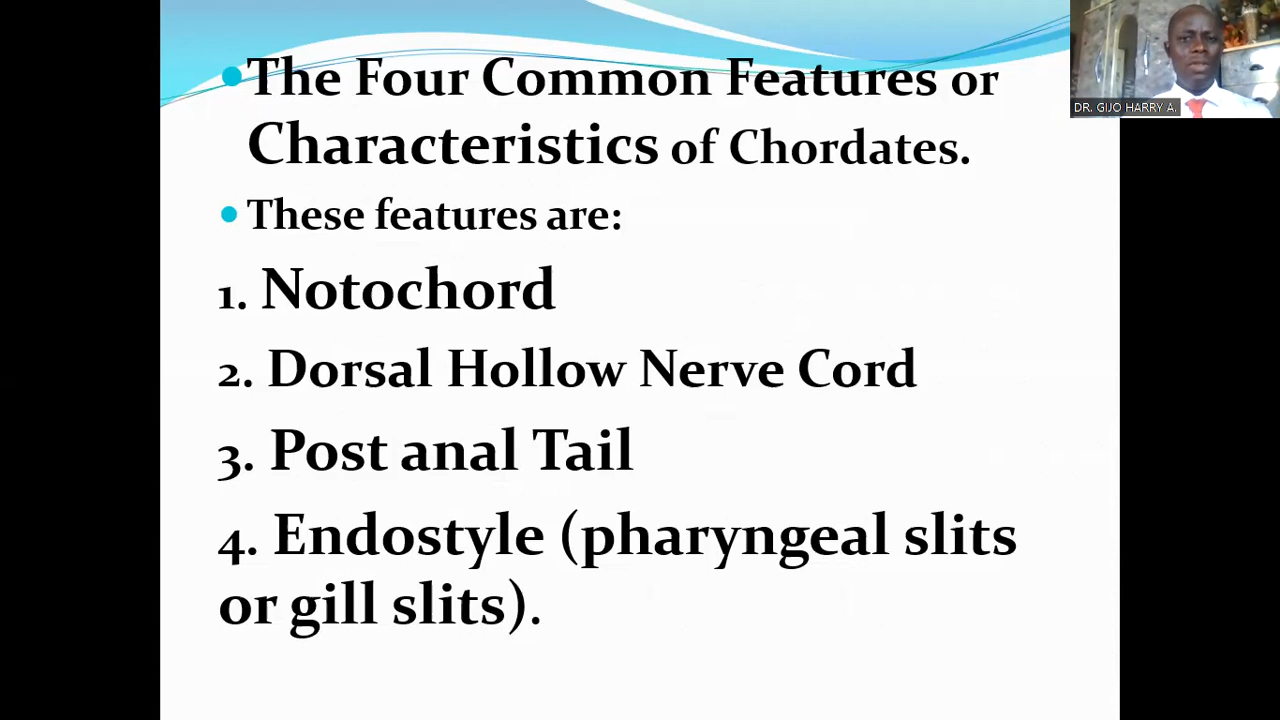 The Four Common Features or
Characteristics of Chordates.
These features are:
1. Notochord
2. Dorsal Hollow Nerve Cord
3. Post anal Tail
4. Endostyle (pharyngeal slits
or gill slits).
DR. GIJO HARRY A.